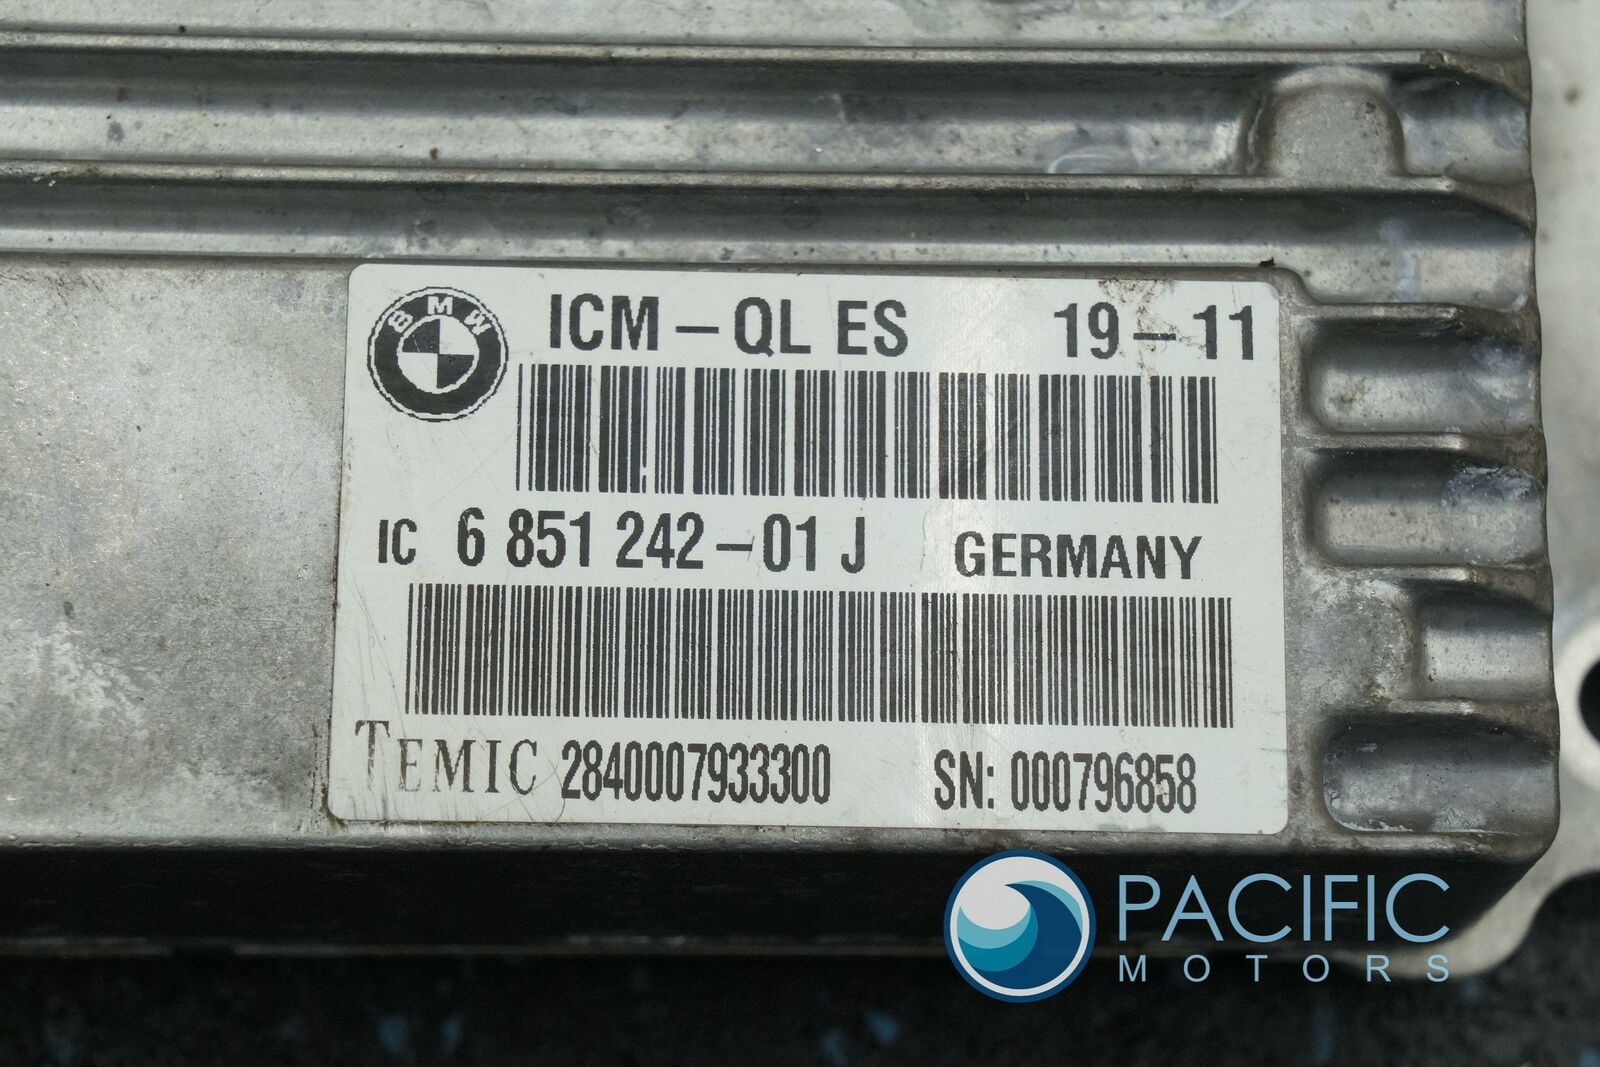 BMW
ICM – QL ES 19 – 11
IC 6 851 242 – 01 J GERMANY
TEMIC 2840007933300 SN: 000796858
PACIFIC
MOTORS